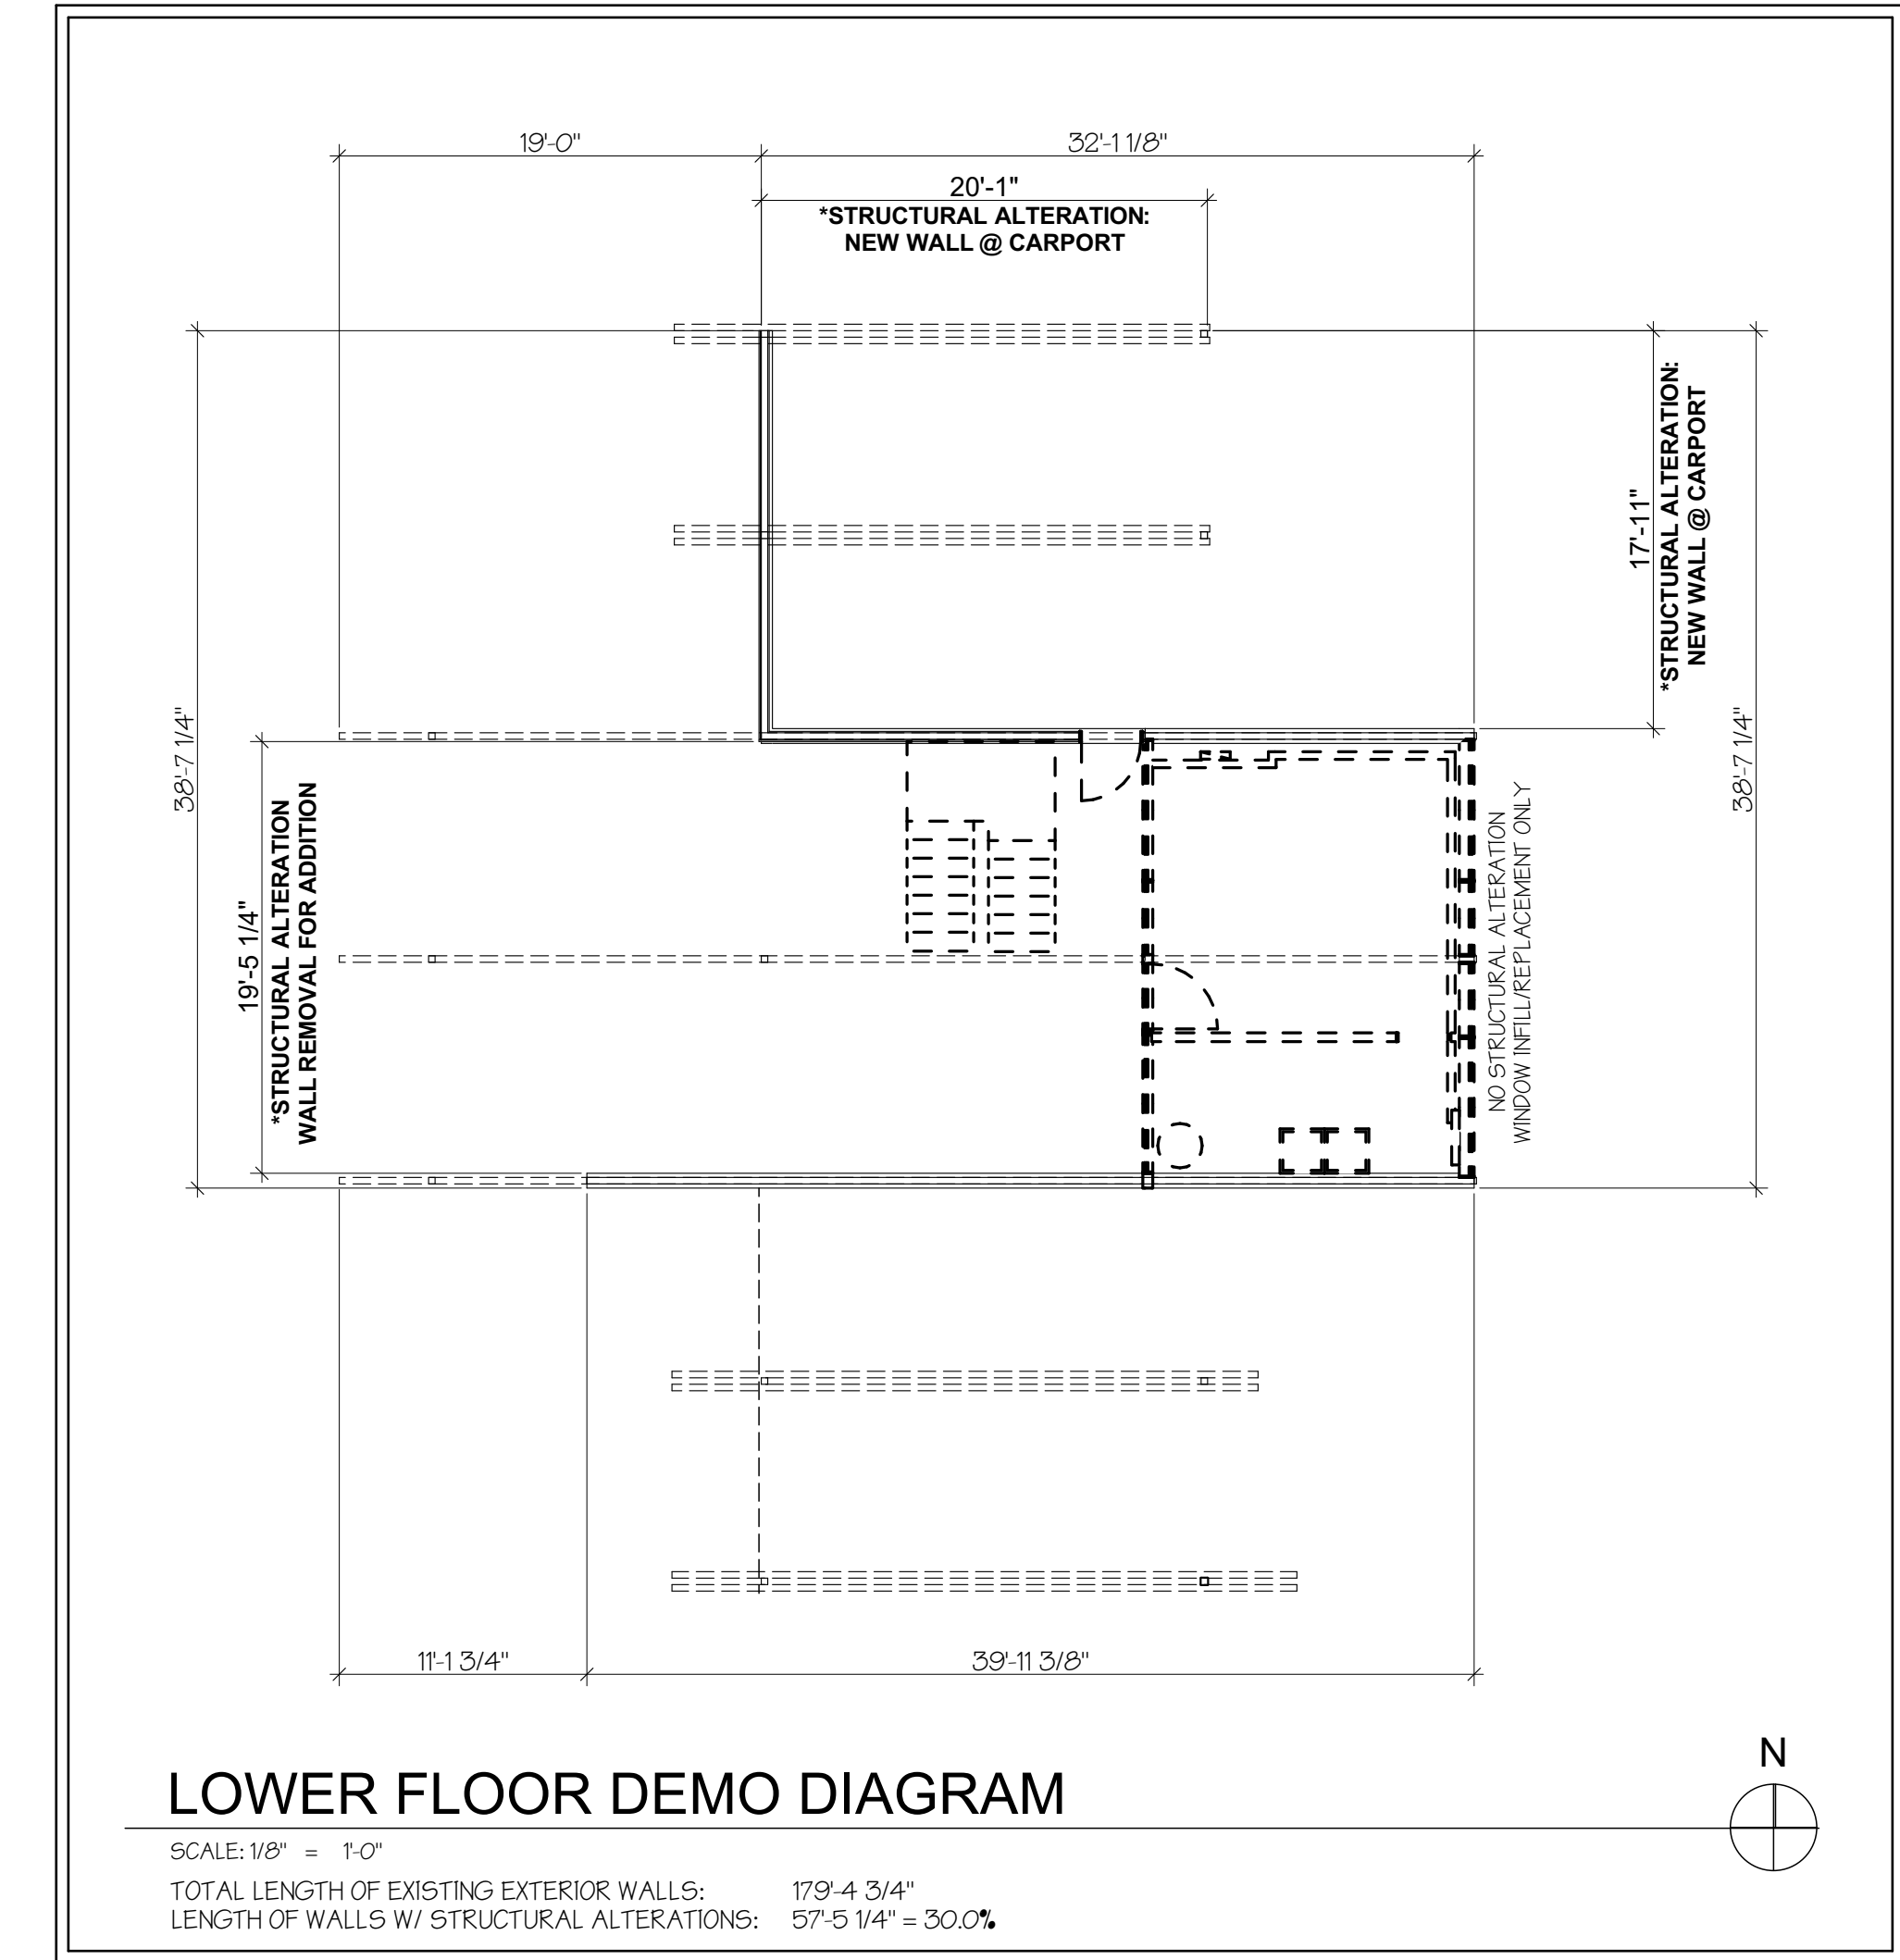 19'-0"
32'-1 1/8"
20'-1"
*STRUCTURAL ALTERATION:
NEW WALL @ CARPORT
17'-11"
*STRUCTURAL ALTERATION:
NEW WALL @ CARPORT
38'-7 1/4"
38'-7 1/4"
19'-5 1/4"
*STRUCTURAL ALTERATION
WALL REMOVAL FOR ADDITION
NO STRUCTURAL ALTERATION
WINDOW INFILL/REPLACEMENT ONLY
11'-1 3/4"
39'-11 3/8"
N
LOWER FLOOR DEMO DIAGRAM
SCALE: 1/8" = 1'-0"
TOTAL LENGTH OF EXISTING EXTERIOR WALLS: 179'-4 3/4"
LENGTH OF WALLS W/ STRUCTURAL ALTERATIONS: 57'-5 1/4" = 30.0%